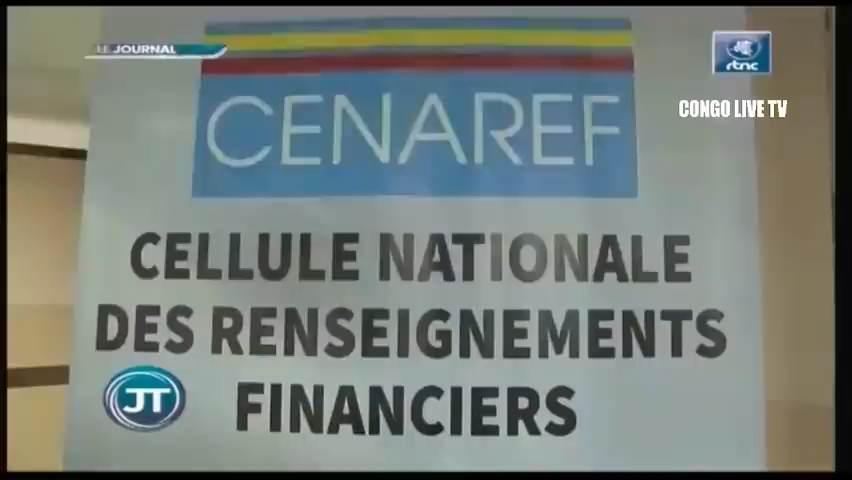 LE JOURNAL
rtnc
CONGO LIVE TV
CENAREF
CELLULE NATIONALE
DES RENSEIGNEMENTS
FINANCIERS
JT